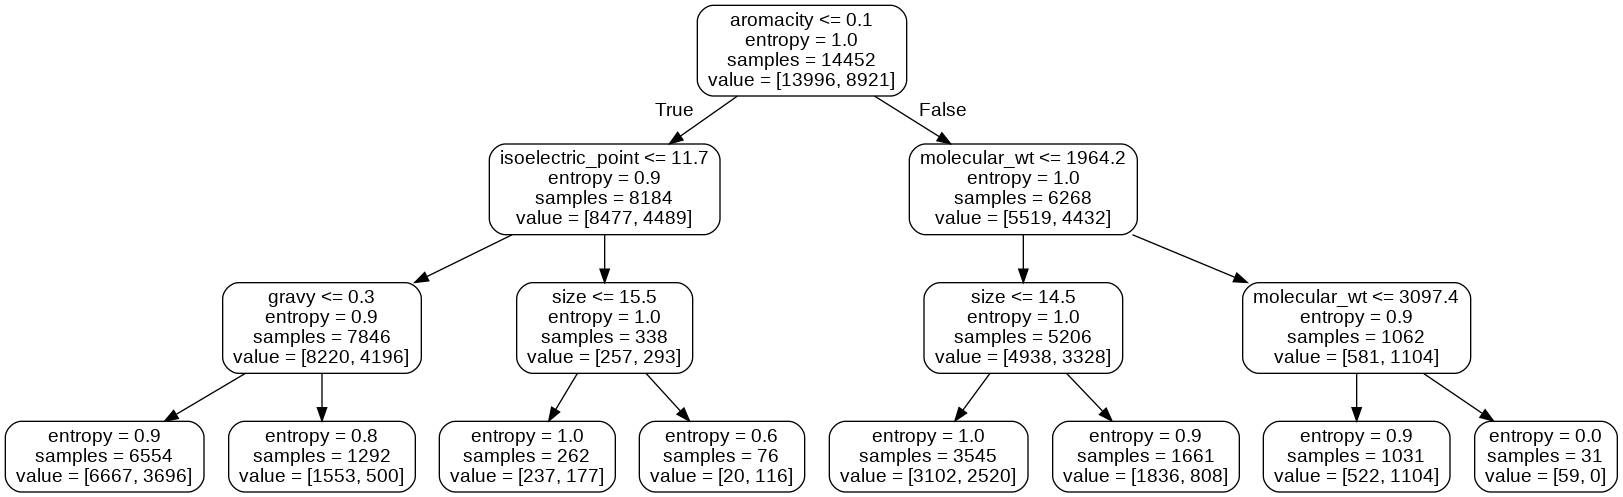 aromacity <= 0.1
entropy = 1.0
samples = 14452
value = [13996, 8921]
True
False
isoelectric_point <= 11.7
entropy = 0.9
samples = 8184
value = [8477, 4489]
molecular_wt <= 1964.2
entropy = 1.0
samples = 6268
value = [5519, 4432]
gravy <= 0.3
entropy = 0.9
samples = 7846
value = [8220, 4196]
size <= 15.5
entropy = 1.0
samples = 338
value = [257, 293]
size <= 14.5
entropy = 1.0
samples = 5206
value = [4938, 3328]
molecular_wt <= 3097.4
entropy = 0.9
samples = 1062
value = [581, 1104]
entropy = 0.9
samples = 6554
value = [6667, 3696]
entropy = 0.8
samples = 1292
value = [1553, 500]
entropy = 1.0
samples = 262
value = [237, 177]
entropy = 0.6
samples = 76
value = [20, 116]
entropy = 1.0
samples = 3545
value = [3102, 2520]
entropy = 0.9
samples = 1661
value = [1836, 808]
entropy = 0.9
samples = 1031
value = [522, 1104]
entropy = 0.0
samples = 31
value = [59, 0]